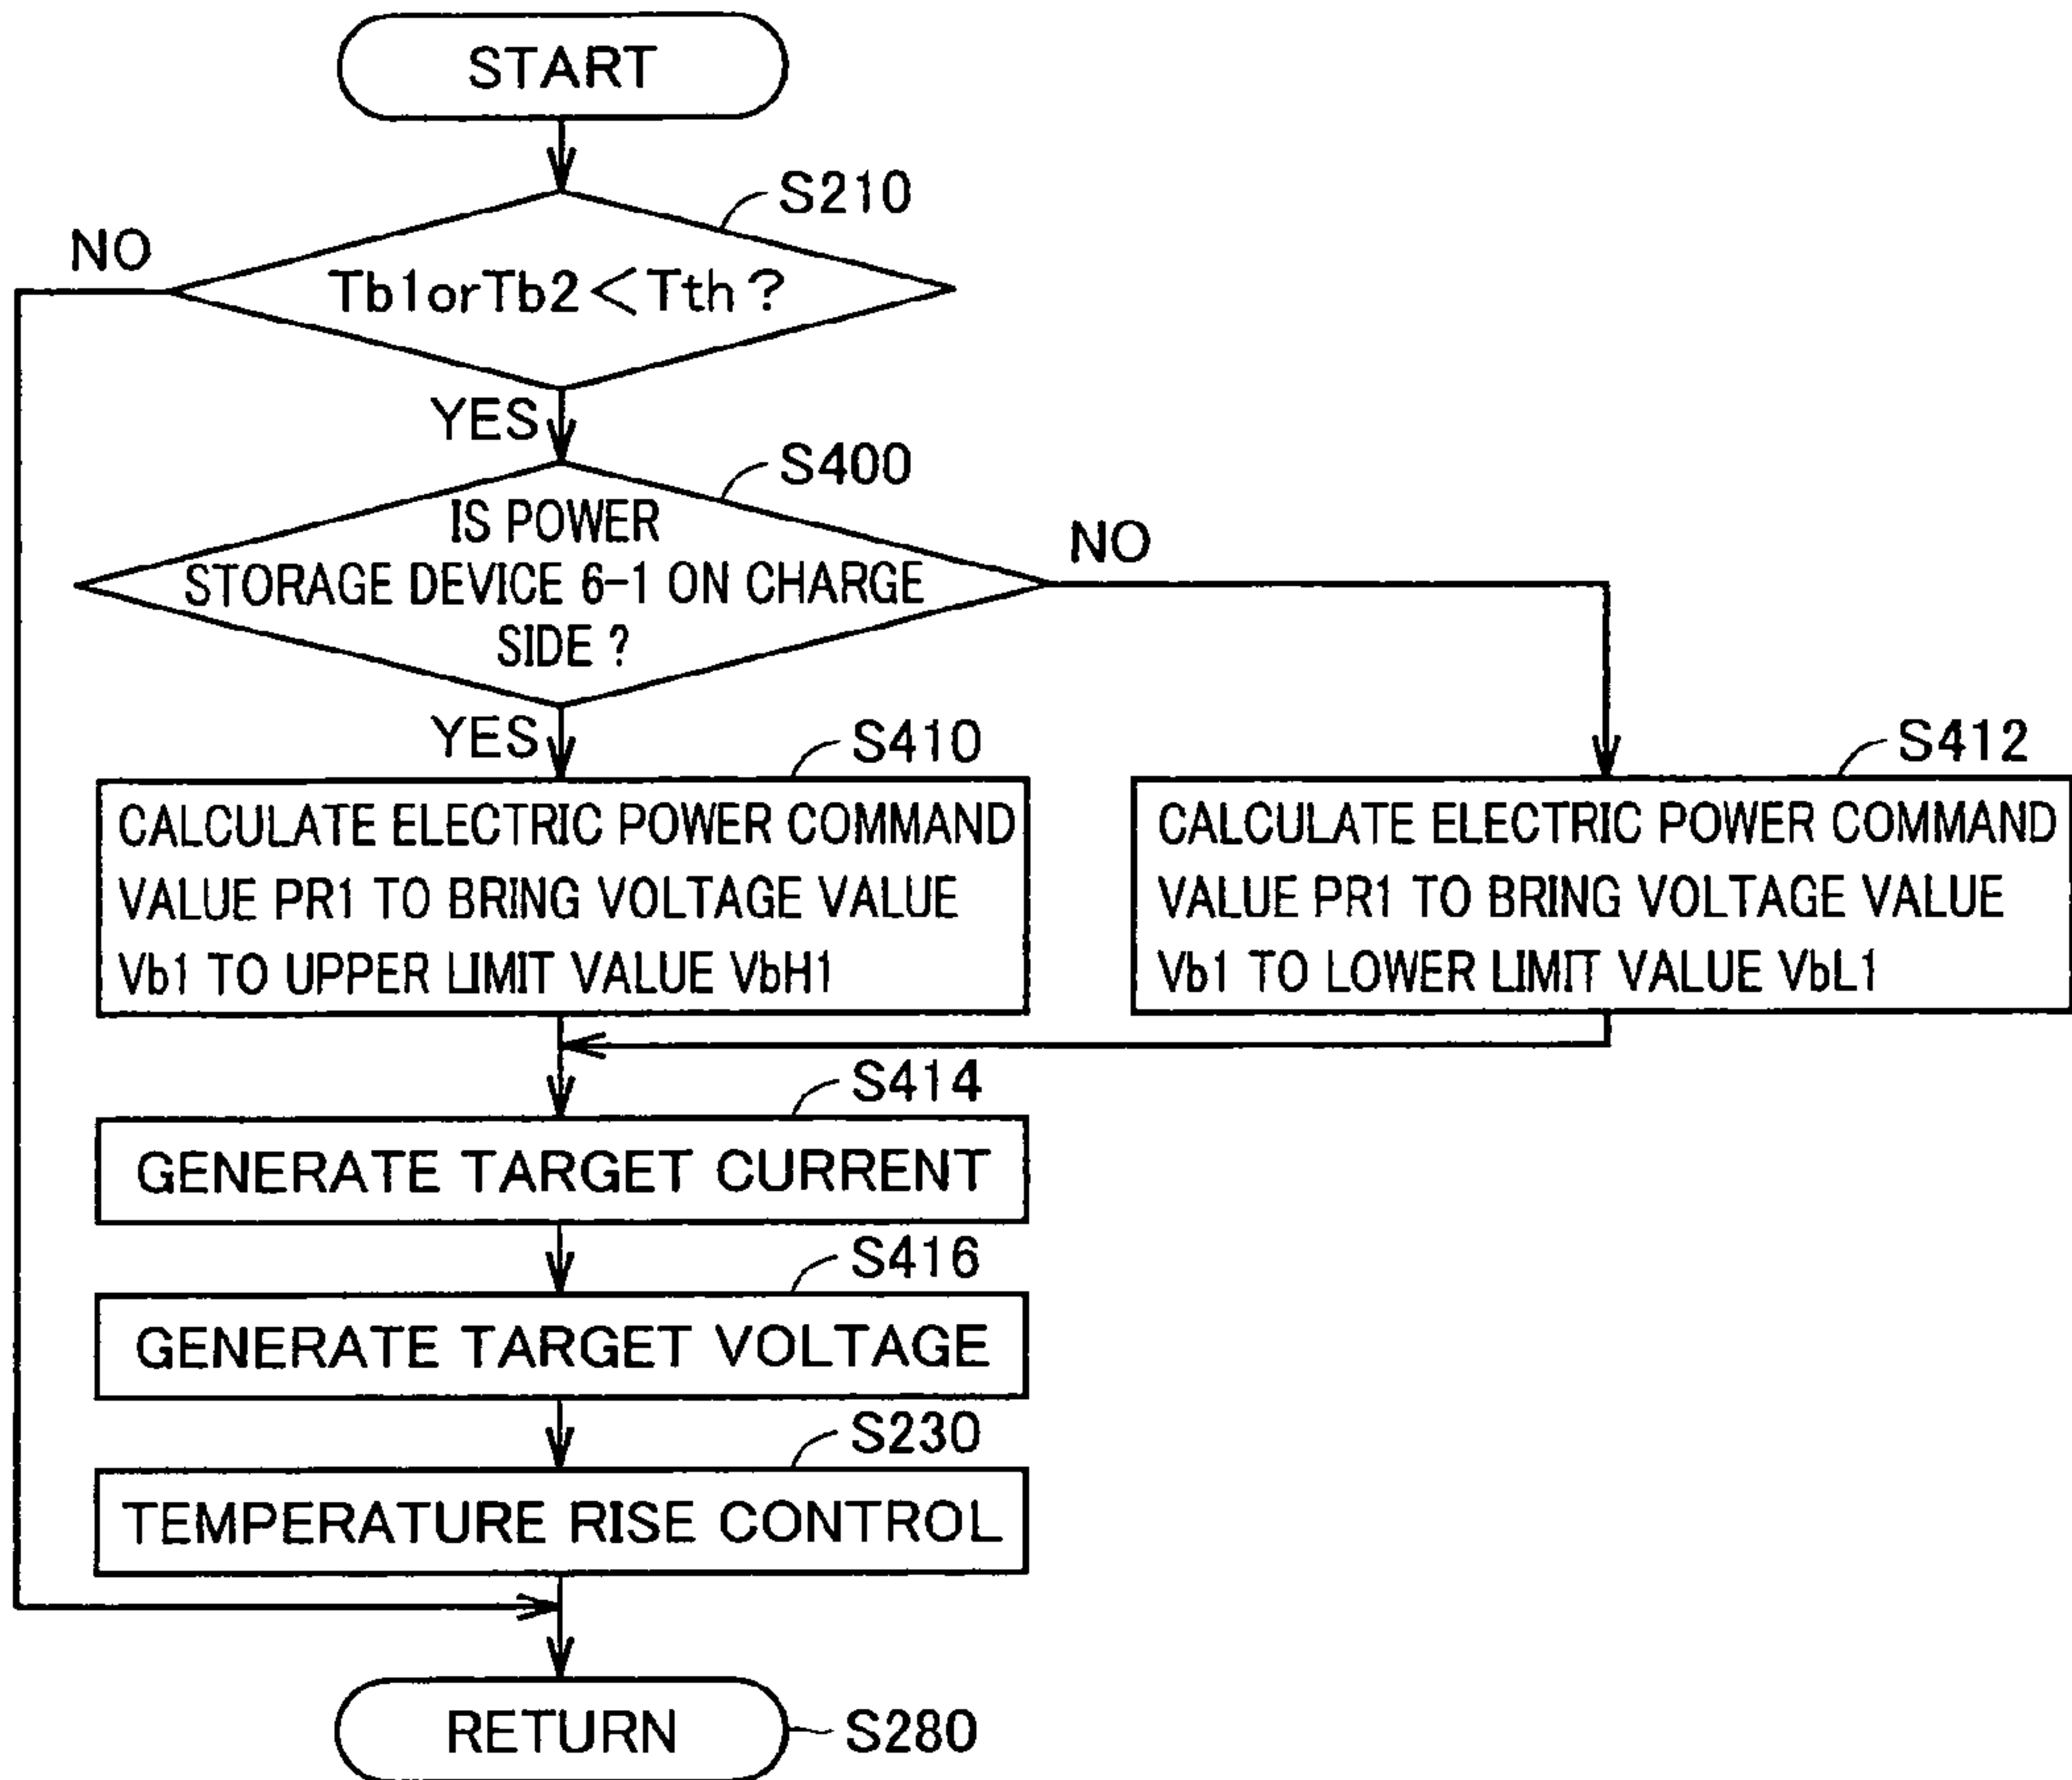 START
S210
NO
Tb1orTb2<Tth?
YES
S400
IS POWER
STORAGE DEVICE 6-1 ON CHARGE
SIDE?
NO
YES
S410
CALCULATE ELECTRIC POWER COMMAND
VALUE PR1 TO BRING VOLTAGE VALUE
Vb1 TO UPPER LIMIT VALUE VbH1
S412
CALCULATE ELECTRIC POWER COMMAND
VALUE PR1 TO BRING VOLTAGE VALUE
Vb1 TO LOWER LIMIT VALUE VbL1
S414
GENERATE TARGET CURRENT
S416
GENERATE TARGET VOLTAGE
S230
TEMPERATURE RISE CONTROL
RETURN
S280